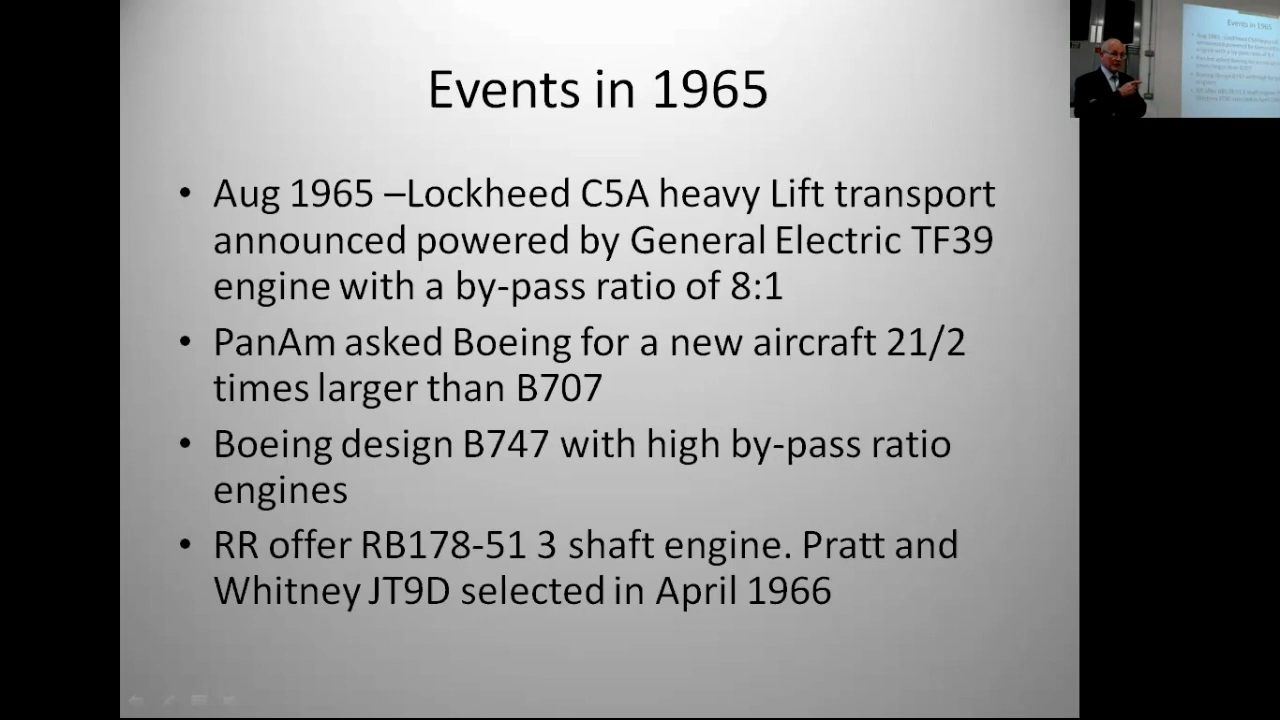 Events in 1965
• Aug 1965 –Lockheed C5A heavy Lift transport
announced powered by General Electric TF39
engine with a by-pass ratio of 8:1
• PanAm asked Boeing for a new aircraft 21/2
times larger than B707
• Boeing design B747 with high by-pass ratio
engines
• RR offer RB178-51 3 shaft engine. Pratt and
Whitney JT9D selected in April 1966
Events in 1965